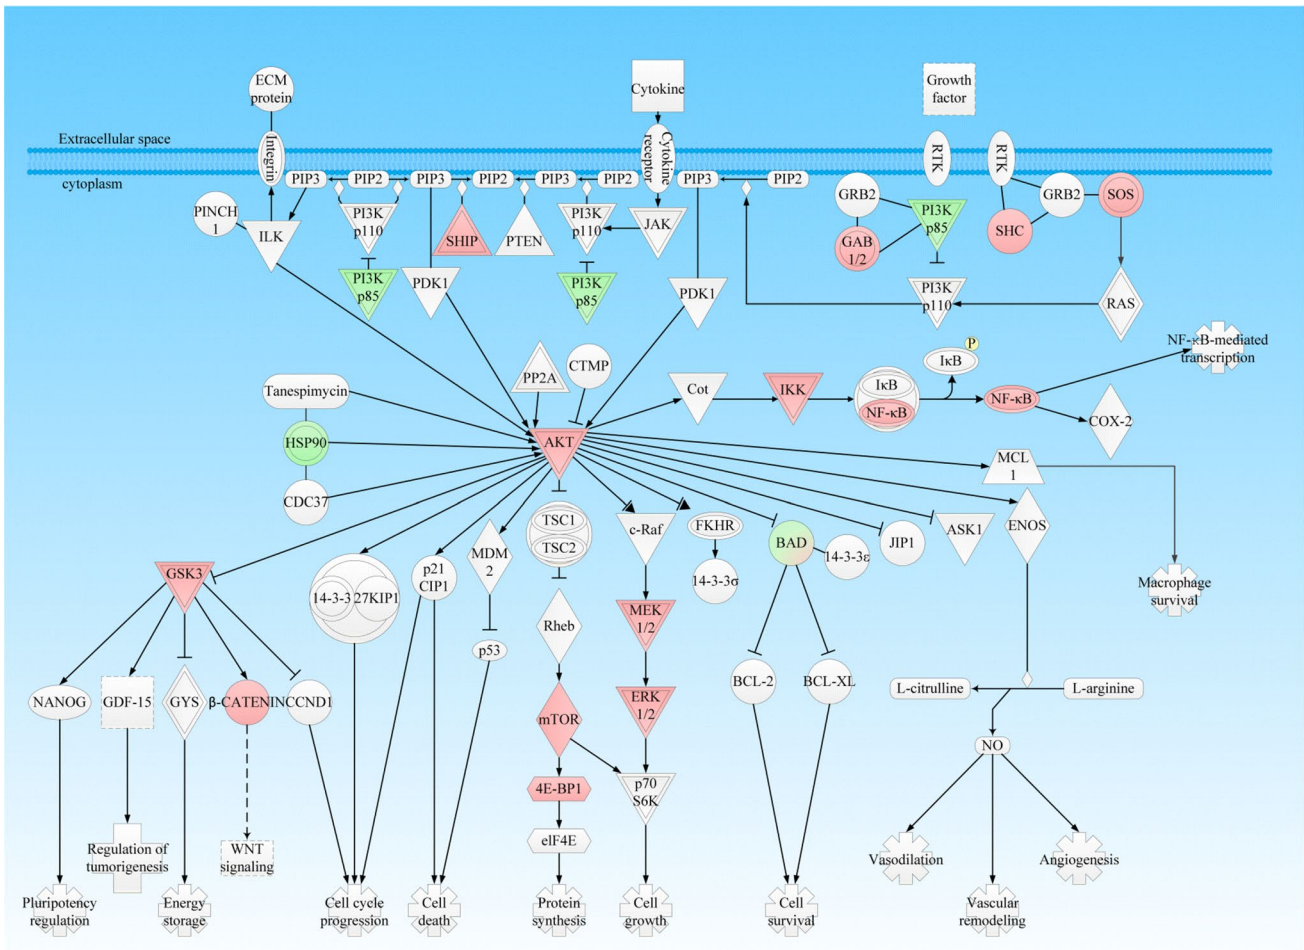 ECM
protein
Cytokine
Growth
factor
Extracellular space
cytoplasm
Integrin
Cytokine
receptor
RTK
RTK
PIP3
PIP2
PIP3
PIP2
PIP3
PIP2
PIP3
PIP2
PINCH
1
ILK
PI3K
p110
SHIP
PTEN
PI3K
p110
JAK
GRB2
PI3K
p85
GAB
1/2
GRB2
SOS
SHC
PI3K
p85
PDK1
PI3K
p85
PDK1
PI3K
p110
RAS
NF-κB-mediated
transcription
P
IκB
PP2A
CTMP
Cot
IKK
IκB
NF-κB
NF-κB
COX-2
Tanespimycin
HSP90
CDC37
AKT
MCL
1
GSK3
14-3-3
27KIP1
p21
CIP1
MDM
2
TSC1
TSC2
c-Raf
FKHR
14-3-3σ
BAD
14-3-3ε
JIP1
ASK1
ENOS
Macrophage
survival
p53
Rheb
MEK
1/2
NANOG
GDF-15
GYS
β-CATENIN
CCND1
mTOR
ERK
1/2
BCL-2
BCL-XL
L-citrulline
L-arginine
NO
4E-BP1
p70
S6K
elF4E
Regulation of
tumorigenesis
WNT
signaling
Vasodilation
Angiogenesis
Pluripotency
regulation
Energy
storage
Cell cycle
progression
Cell
death
Protein
synthesis
Cell
growth
Cell
survival
Vascular
remodeling